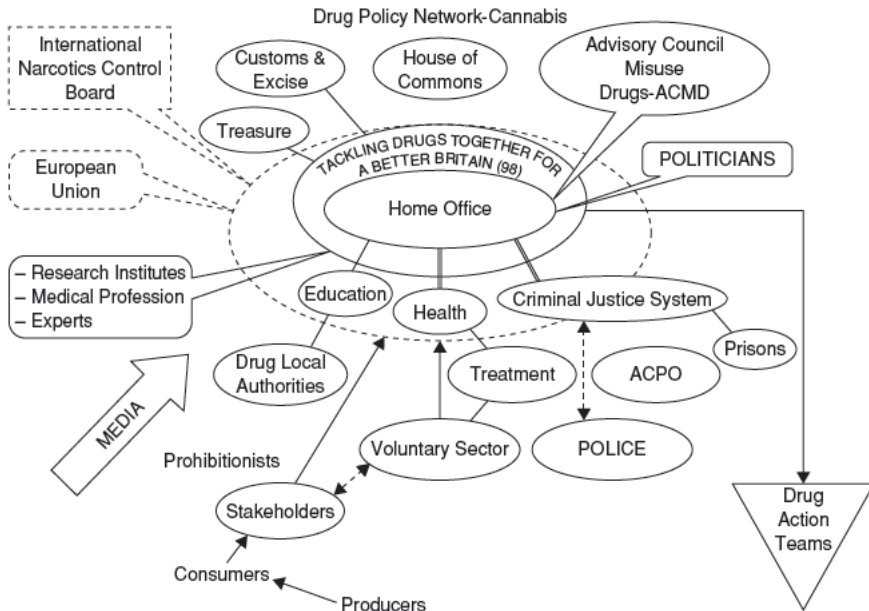 Drug Policy Network-Cannabis
International
Narcotics Control
Board
Customs &
Excise
House of
Commons
Advisory Council
Misuse
Drugs-ACMD
Treasure
TACKLING DRUGS TOGETHER FOR
A BETTER BRITAIN (98)
POLITICIANS
European
Union
Home Office
– Research Institutes
– Medical Profession
– Experts
Education
Health
Criminal Justice System
Prisons
Drug Local
Authorities
Treatment
ACPO
MEDIA
Prohibitionists
Voluntary Sector
POLICE
Stakeholders
Drug
Action
Teams
Consumers
Producers